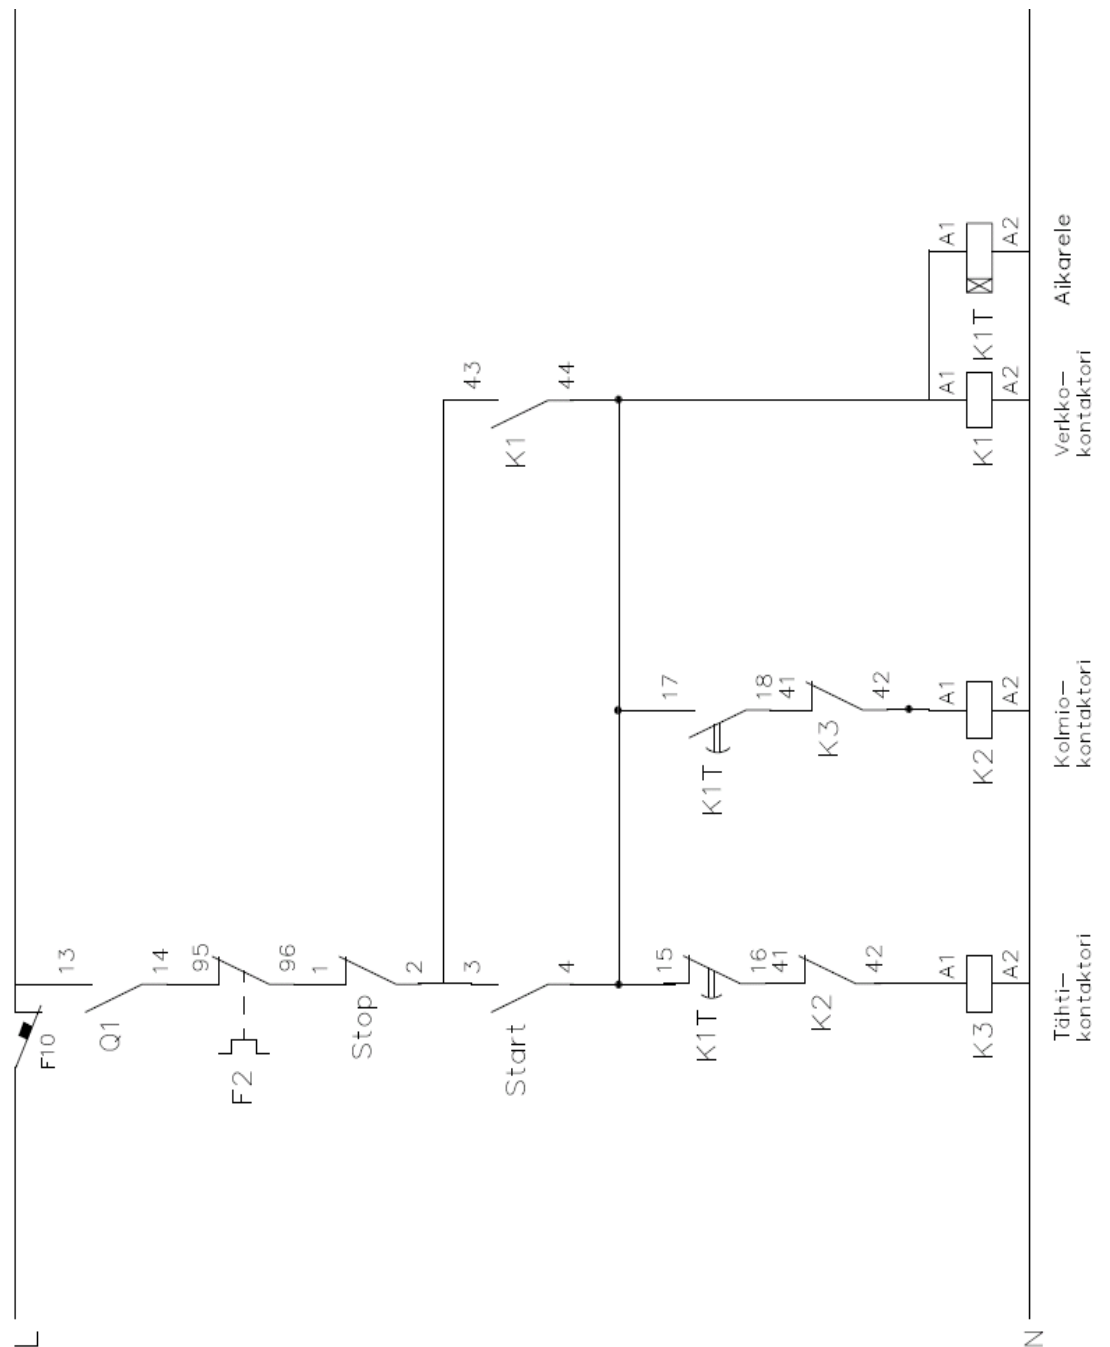 L
F10
13
Q1
14
95
F2
96
1
Stop
2
3
Start
4
43
K1
44
15
K1T
16
41
K2
42
A1
K3
A2
Tähti–
kontaktori
17
K1T
18
41
K3
42
A1
K2
A2
Kolmio–
kontaktori
A1
K1
A2
Verkko–
kontaktori
A1
K1T
A2
Aikarele
N